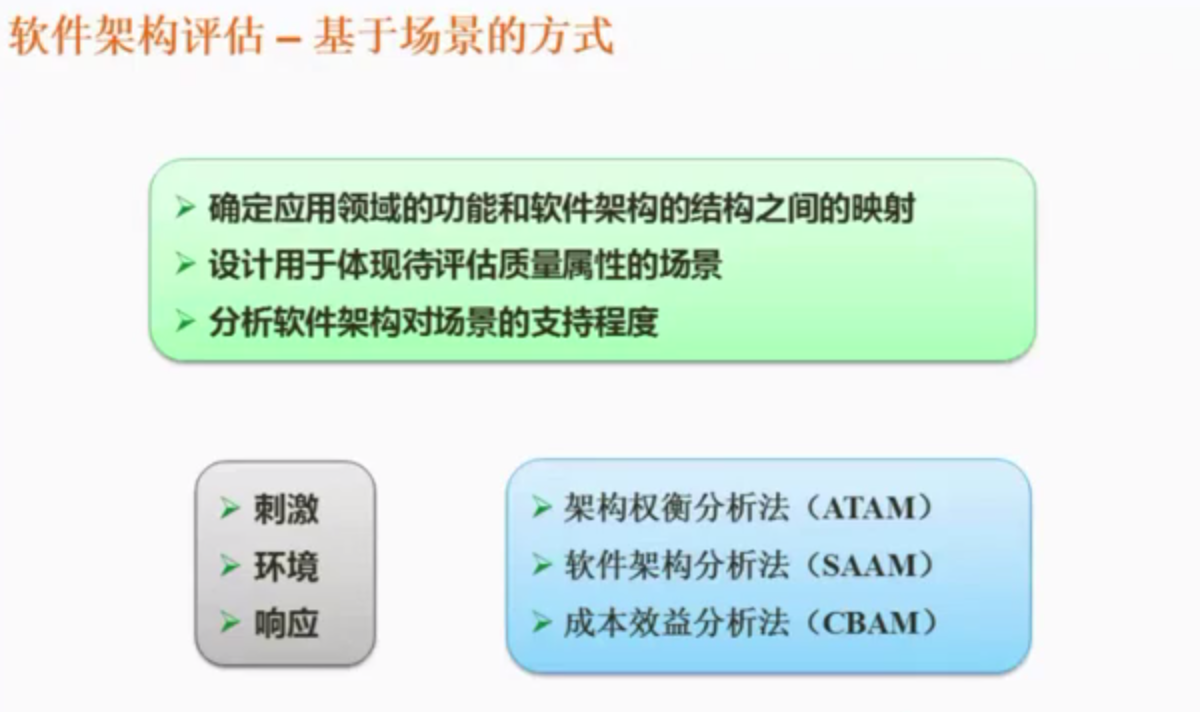 软件架构评估 – 基于场景的方式
确定应用领域的功能和软件架构的结构之间的映射
设计用于体现待评估质量属性的场景
分析软件架构对场景的支持程度
刺激
环境
响应
架构权衡分析法（ATAM）
软件架构分析法（SAAM）
成本效益分析法（CBAM）